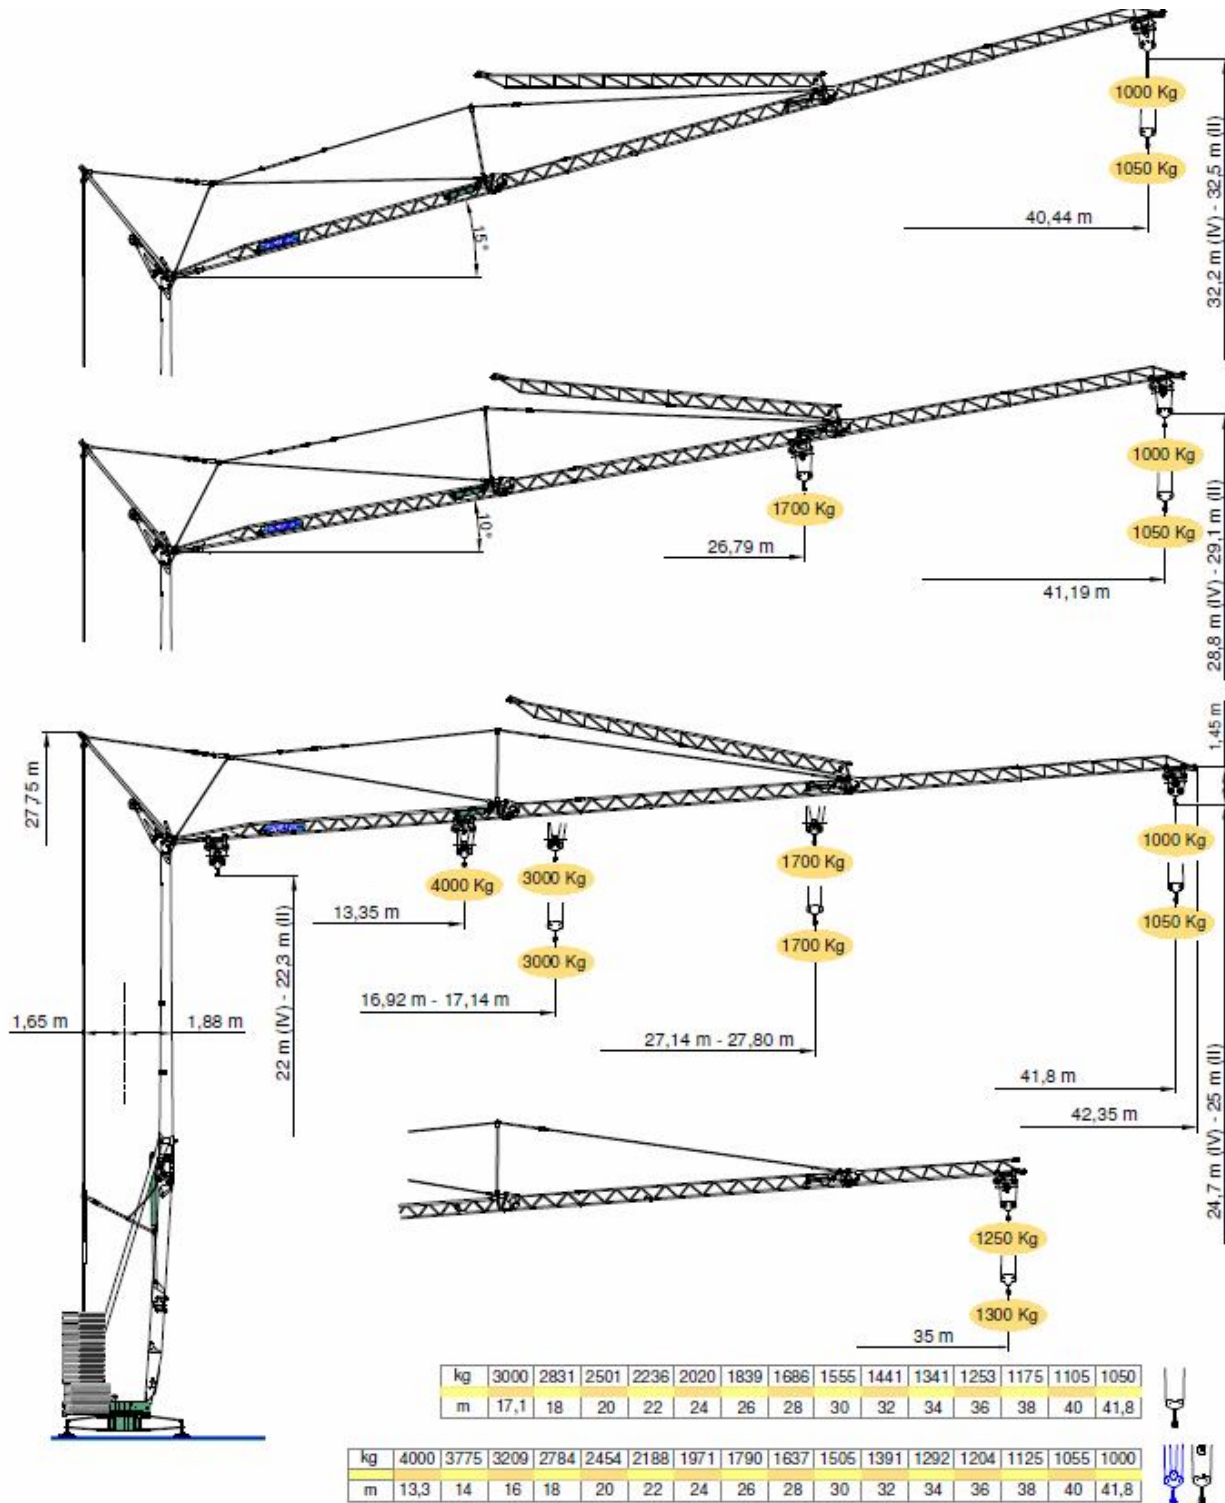 1000 Kg
1050 Kg
40,44 m
32,2 m (IV) - 32,5 m (II)
15°
1700 Kg
26,79 m
1000 Kg
1050 Kg
41,19 m
28,8 m (IV) - 29,1 m (II)
10°
27,75 m
1,45 m
4000 Kg
3000 Kg
1700 Kg
1000 Kg
13,35 m
3000 Kg
1700 Kg
1050 Kg
16,92 m - 17,14 m
1,65 m
1,88 m
22 m (IV) - 22,3 m (II)
27,14 m - 27,80 m
41,8 m
42,35 m
24,7 m (IV) - 25 m (II)
1250 Kg
1300 Kg
35 m
kg 3000 2831 2501 2236 2020 1839 1686 1555 1441 1341 1253 1175 1105 1050
m 17,1 18 20 22 24 26 28 30 32 34 36 38 40 41,8
kg 4000 3775 3209 2784 2454 2188 1971 1790 1637 1505 1391 1292 1204 1125 1055 1000
m 13,3 14 16 18 20 22 24 26 28 30 32 34 36 38 40 41,8